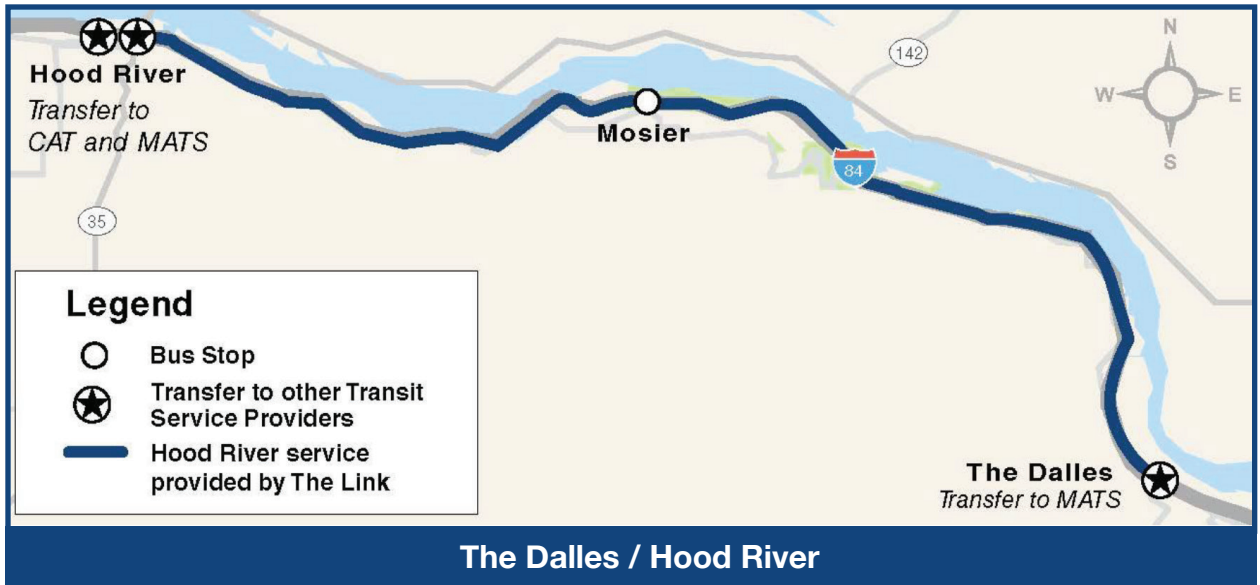 N
W
E
S
142
Hood River
Transfer to
CAT and MATS
Mosier
84
35
Legend
Bus Stop
Transfer to other Transit
Service Providers
Hood River service
provided by The Link
The Dalles
Transfer to MATS
The Dalles / Hood River